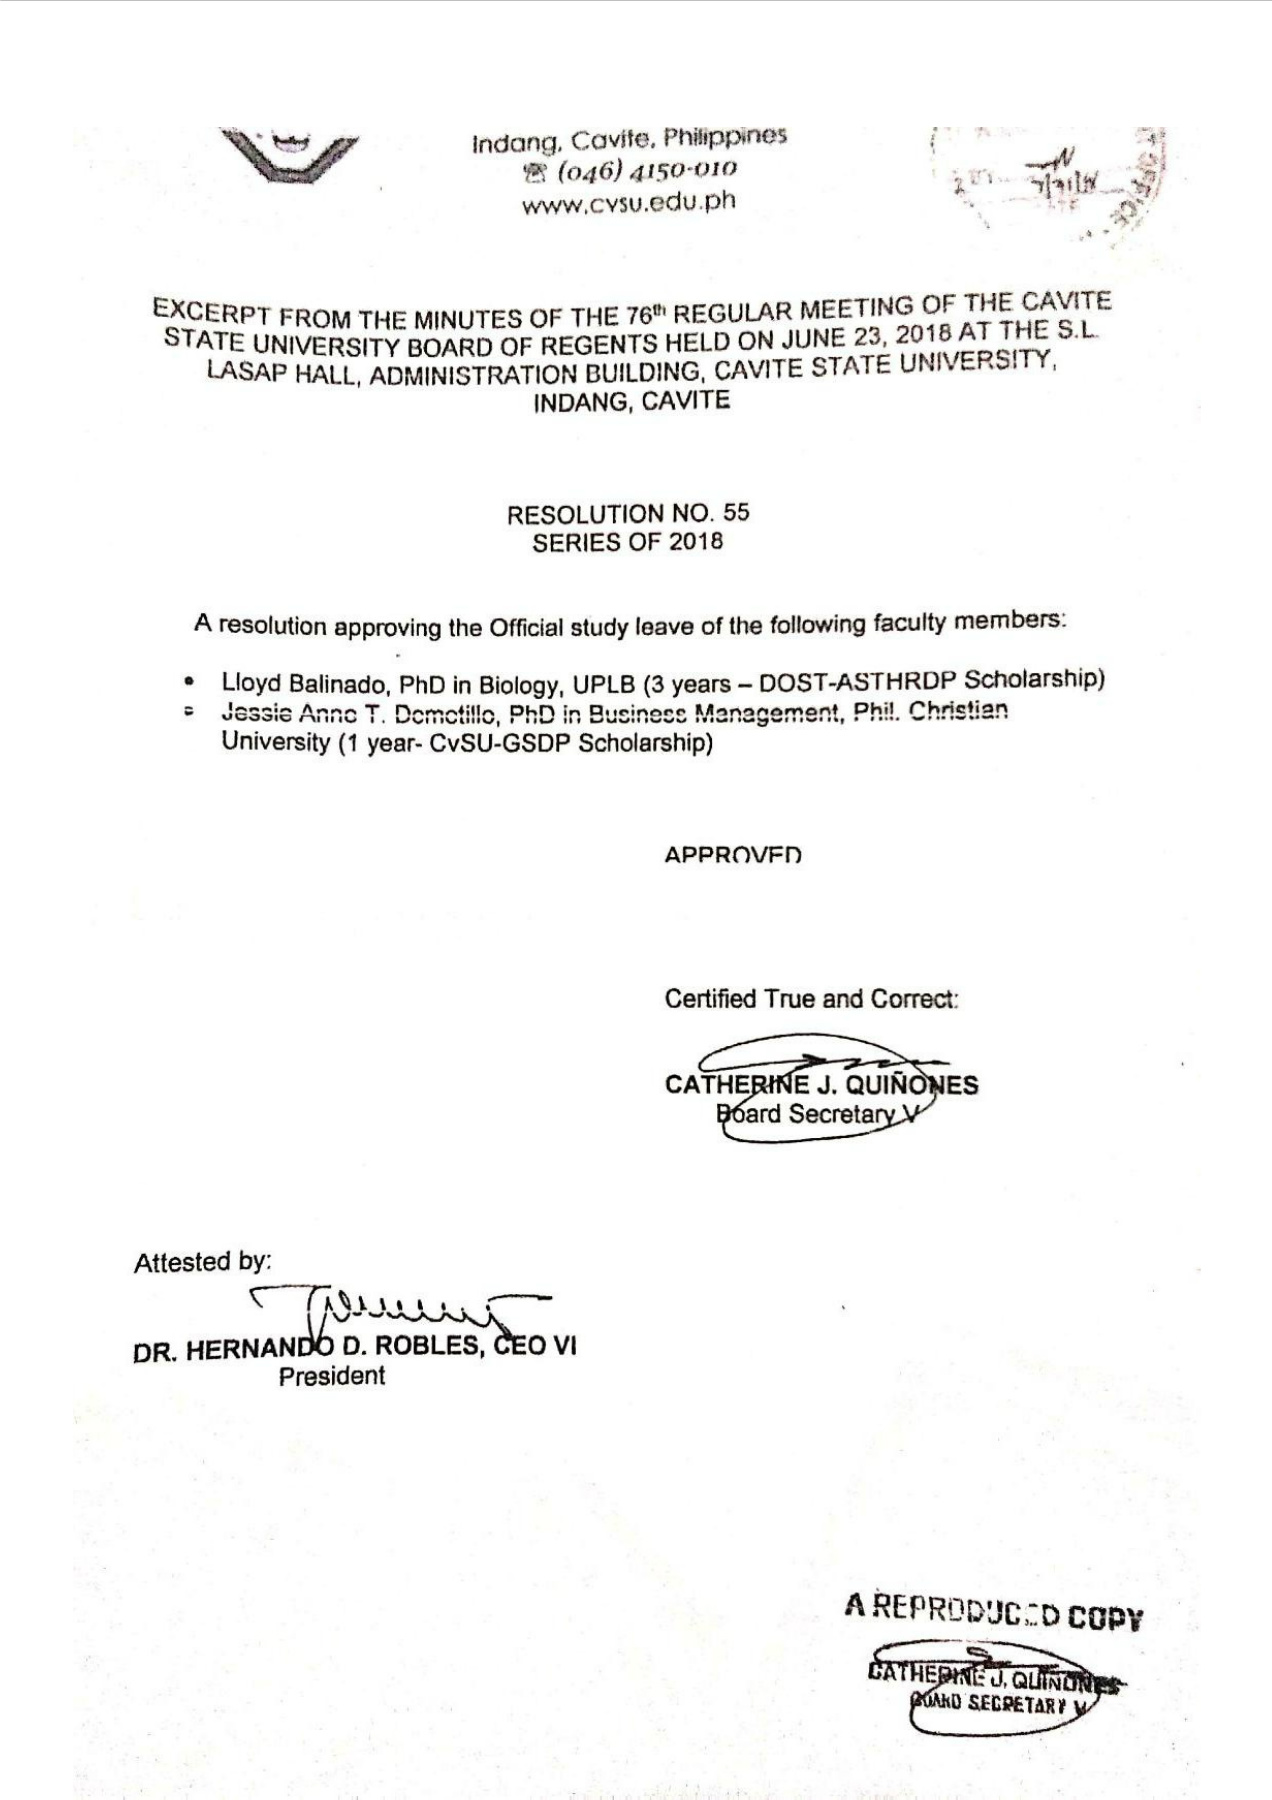 Indang, Cavite, Philippines
☎ (046) 4150-010
www.cvsu.edu.ph
EXCERPT FROM THE MINUTES OF THE 76th REGULAR MEETING OF THE CAVITE
STATE UNIVERSITY BOARD OF REGENTS HELD ON JUNE 23, 2018 AT THE S.L.
LASAP HALL, ADMINISTRATION BUILDING, CAVITE STATE UNIVERSITY,
INDANG, CAVITE
RESOLUTION NO. 55
SERIES OF 2018
A resolution approving the Official study leave of the following faculty members:
• Lloyd Balinado, PhD in Biology, UPLB (3 years – DOST-ASTHRDP Scholarship)
• Jessie Anne T. Demetillo, PhD in Business Management, Phil. Christian
University (1 year- CvSU-GSDP Scholarship)
APPROVED
Certified True and Correct:
CATHERINE J. QUIÑONES
Board Secretary V
Attested by:
DR. HERNANDO D. ROBLES, CEO VI
President
A REPRODUCED COPY
CATHERINE J. QUIÑONES
BOARD SECRETARY V